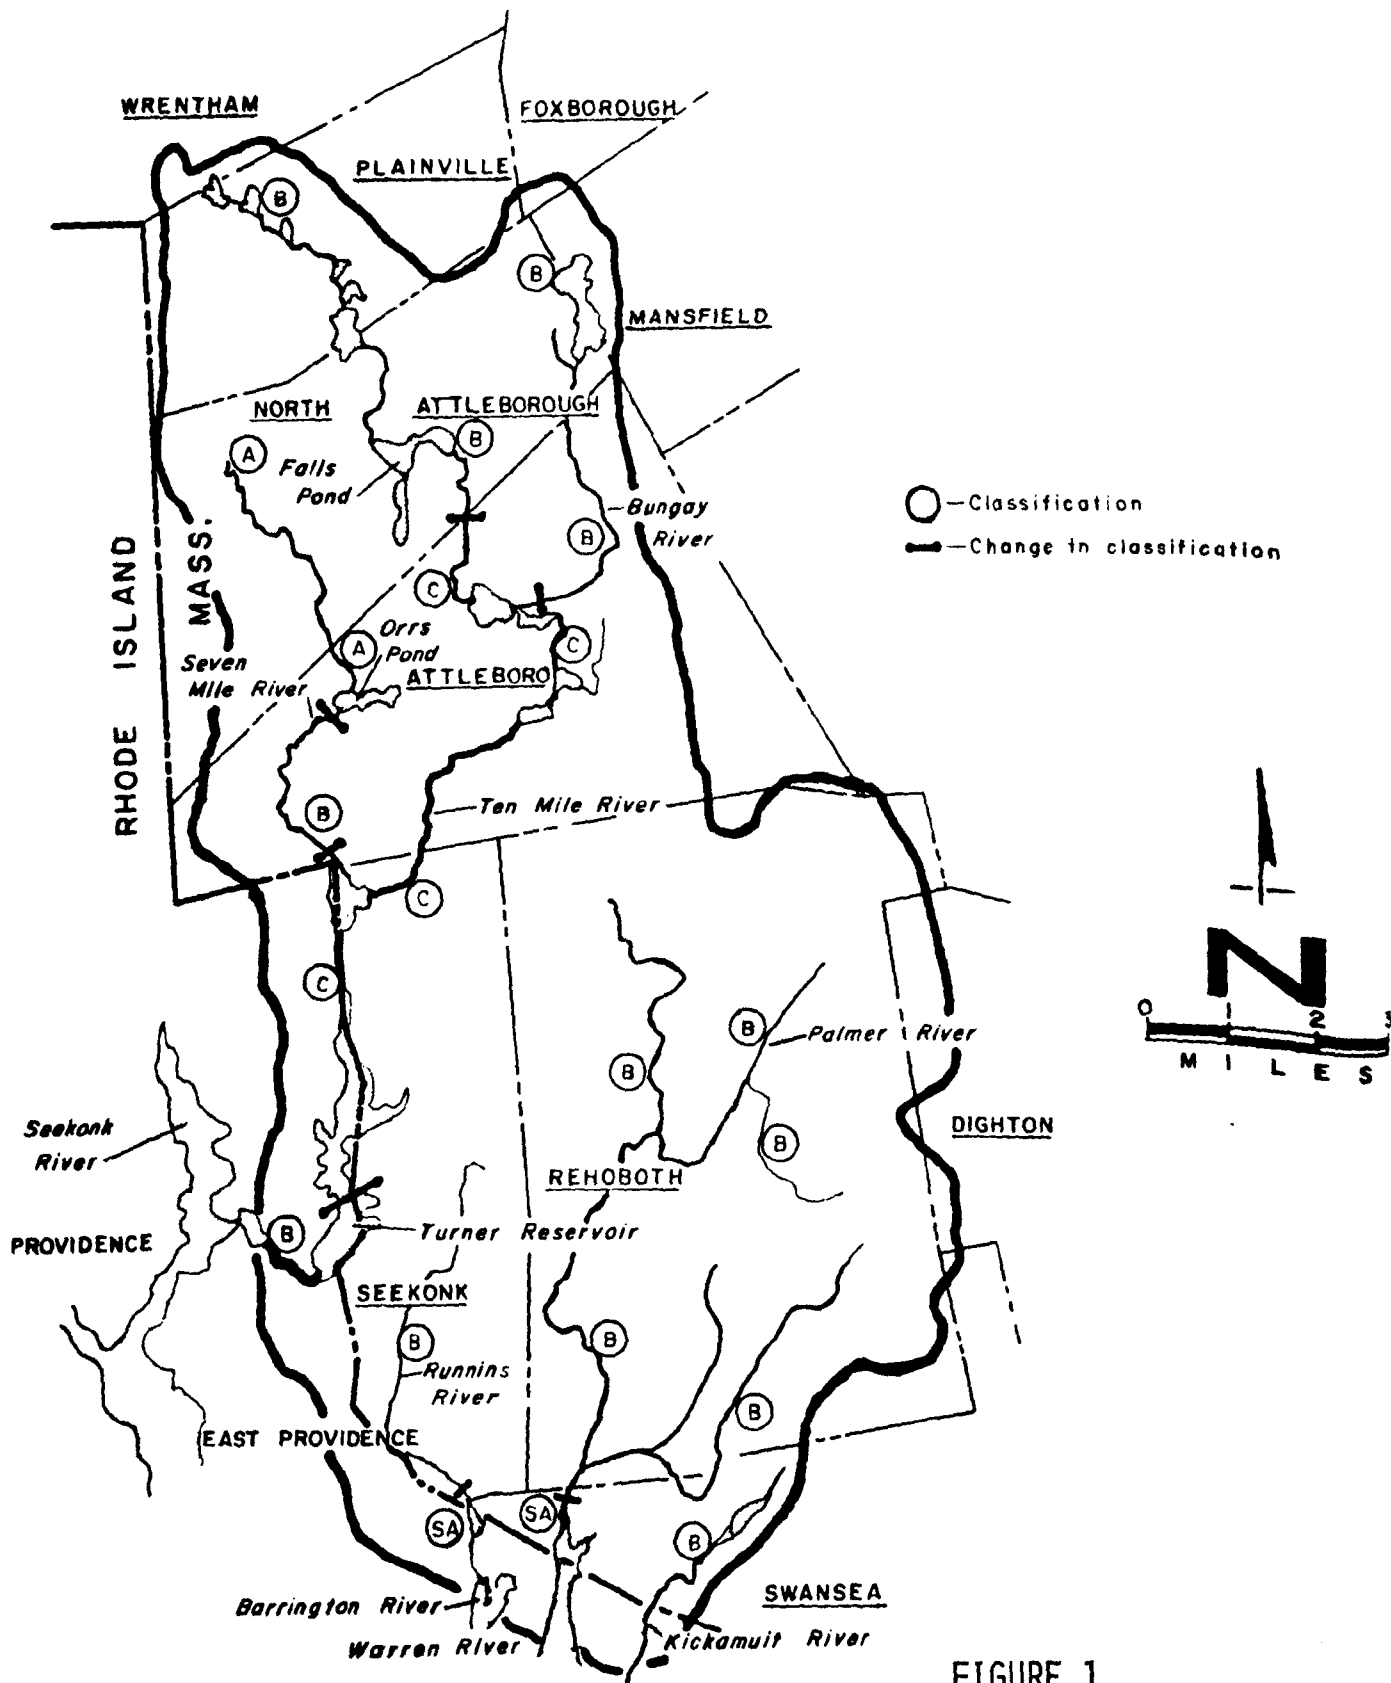 WRENTHAM
FOXBOROUGH
PLAINVILLE
B
B
MANSFIELD
NORTH
ATTLEBOROUGH
B
A
Falls
Pond
Bungay
River
B
O—Classification
—Change in classification
RHODE ISLAND
MASS.
C
A
Orrs
Pond
C
Seven
Mile River
ATTLEBORO
B
Ten Mile River
C
C
N
0
1
2
3
MILES
B
Palmer River
B
Seekonk
River
B
DIGHTON
REHOBOTH
B
PROVIDENCE
Turner Reservoir
SEEKONK
B
B
Runnins
River
B
EAST PROVIDENCE
SA
SA
B
SWANSEA
Barrington River
Warren River
Kickamuit River
FIGURE 1